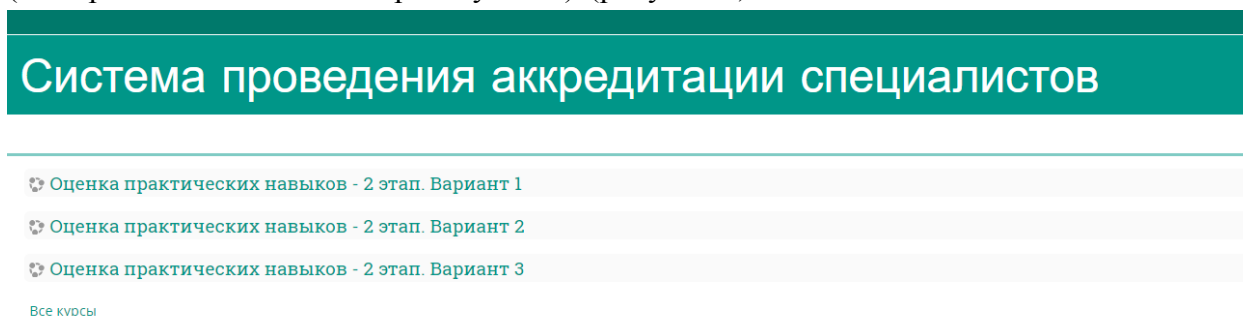 Система проведения аккредитации специалистов
Оценка практических навыков - 2 этап. Вариант 1
Оценка практических навыков - 2 этап. Вариант 2
Оценка практических навыков - 2 этап. Вариант 3
Все курсы